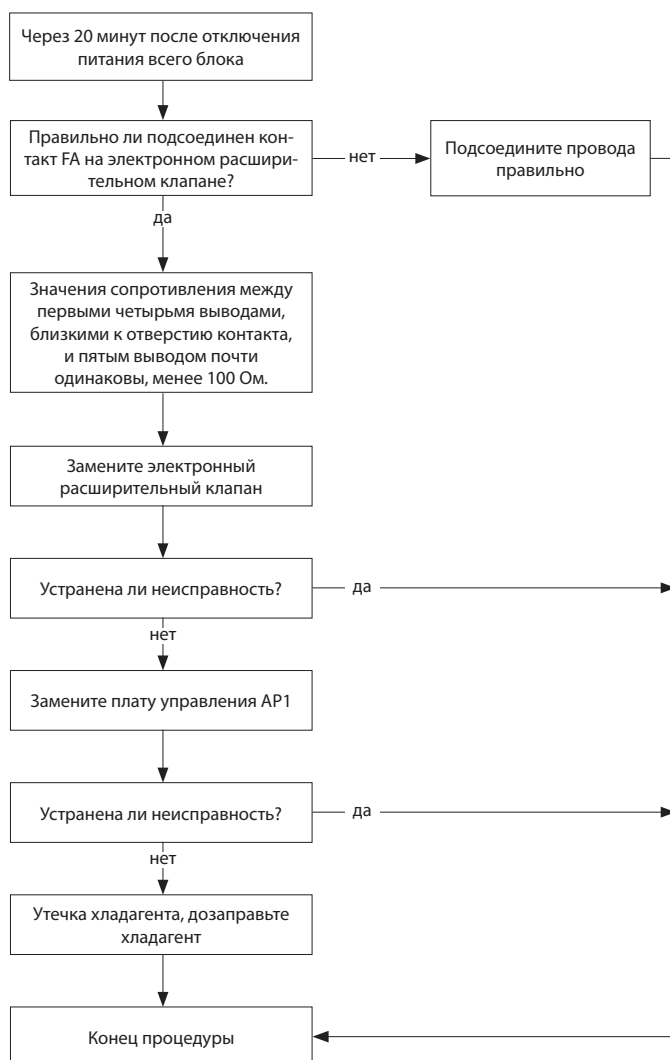 Через 20 минут после отключения
питания всего блока
Правильно ли подсоединен кон-
такт FA на электронном расшири-
тельном клапане?
нет
Подсоедините провода
правильно
да
Значения сопротивления между
первыми четырьмя выводами,
близкими к отверстию контакта,
и пятым выводом почти
одинаковы, менее 100 Ом.
Замените электронный
расширительный клапан
Устранена ли неисправность?
да
нет
Замените плату управления AP1
Устранена ли неисправность?
да
нет
Утечка хладагента, дозаправьте
хладагент
Конец процедуры